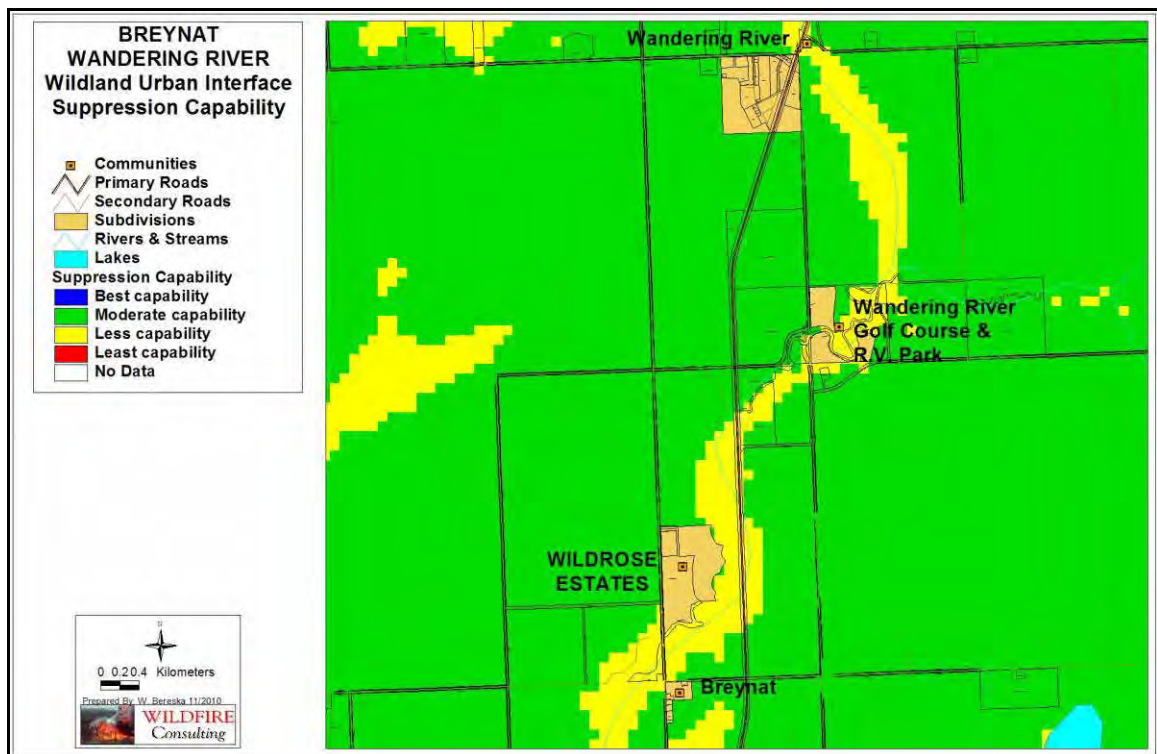 BREYNAT
WANDERING RIVER
Wildland Urban Interface
Suppression Capability
Communities
Primary Roads
Secondary Roads
Subdivisions
Rivers & Streams
Lakes
Suppression Capability
Best capability
Moderate capability
Less capability
Least capability
No Data
Wandering River
Wandering River
Golf Course &
R.V. Park
WILDROSE
ESTATES
Breynat
N
0 0.2 0.4 Kilometers
Prepared By: W. Bereska 11/2010
WILDFIRE
Consulting